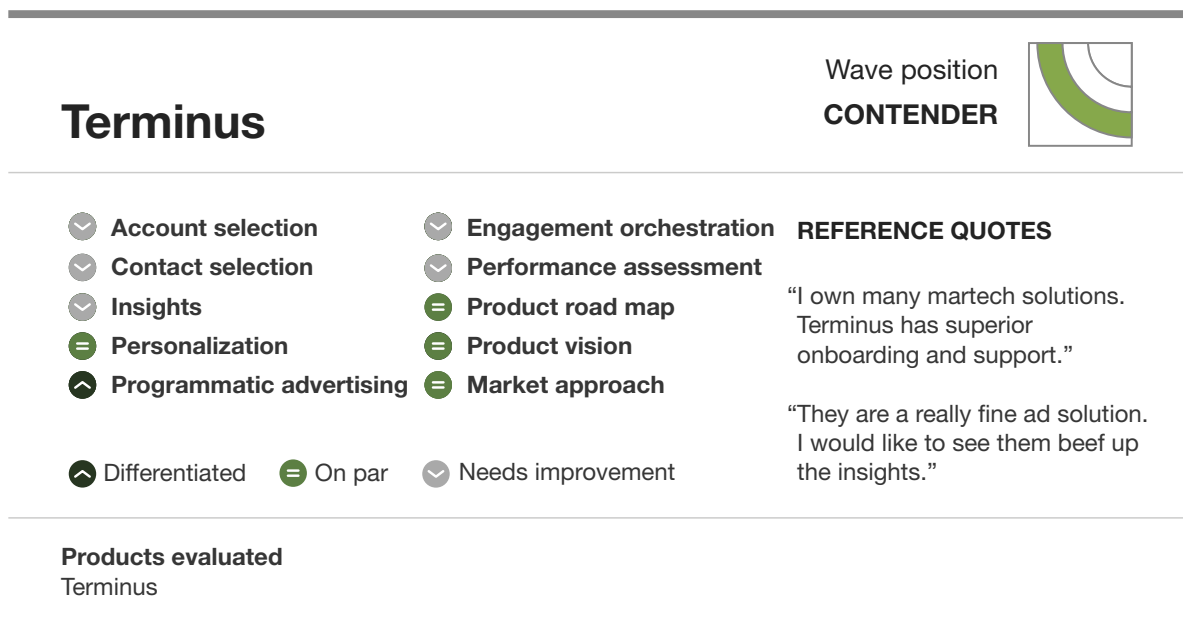 Terminus
Wave position
CONTENDER
Account selection
Contact selection
Insights
Personalization
Programmatic advertising
Engagement orchestration
Performance assessment
Product road map
Product vision
Market approach
Differentiated
On par
Needs improvement
REFERENCE QUOTES
“I own many martech solutions.
Terminus has superior
onboarding and support.”
“They are a really fine ad solution.
I would like to see them beef up
the insights.”
Products evaluated
Terminus